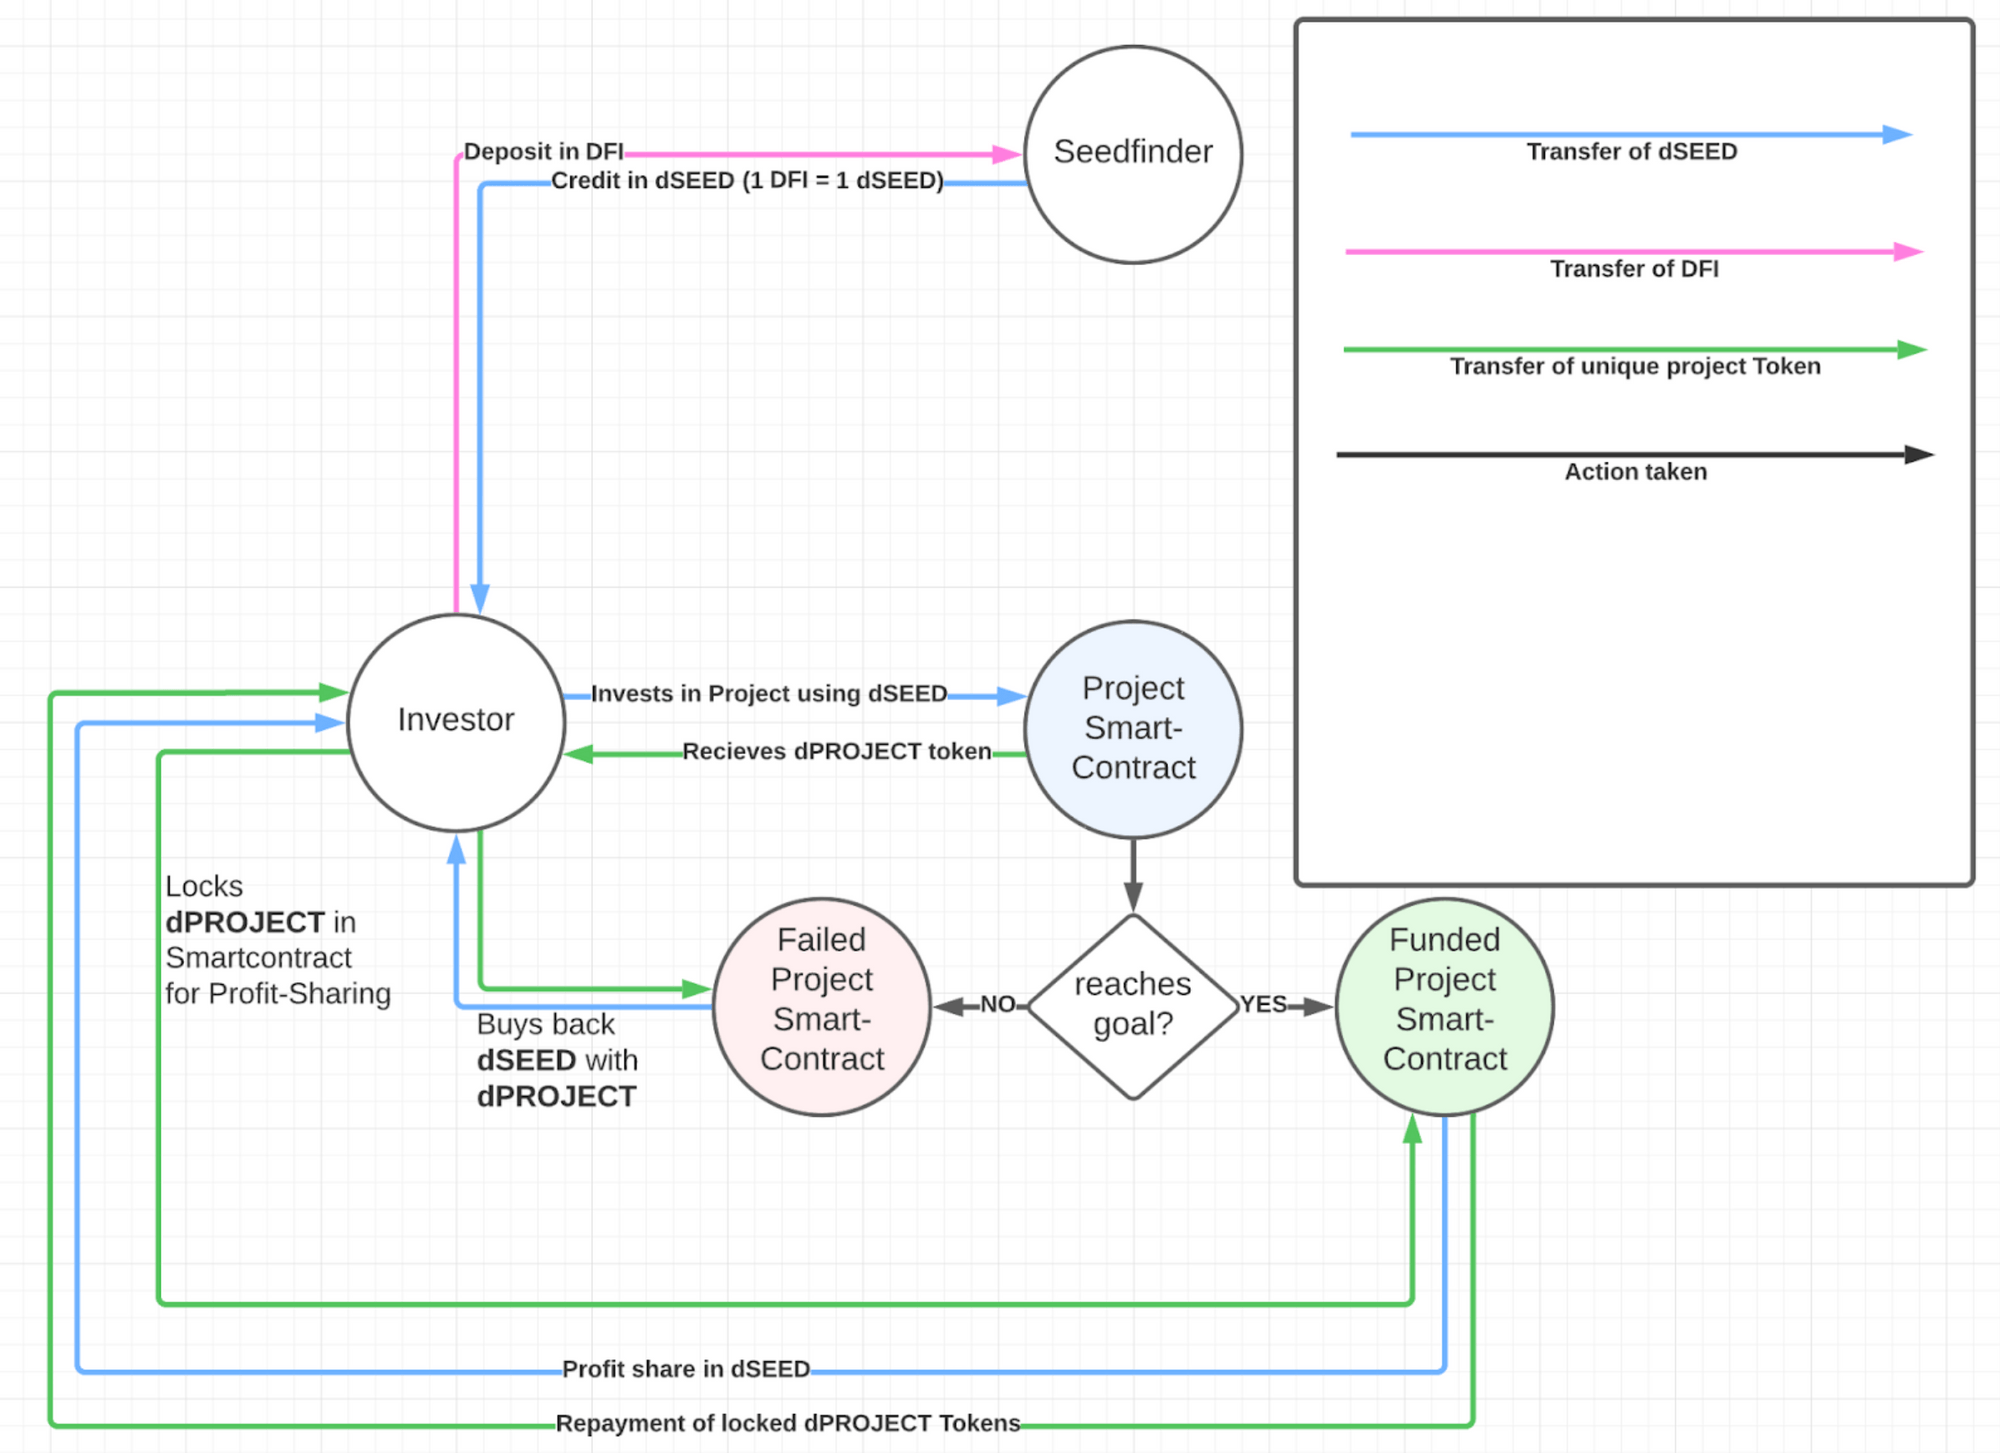 Deposit in DFI
Credit in dSEED (1 DFI = 1 dSEED)
Seedfinder
Transfer of dSEED
Transfer of DFI
Transfer of unique project Token
Action taken
Investor
Invests in Project using dSEED
Recieves dPROJECT token
Project
Smart-
Contract
Locks
dPROJECT in
Smartcontract
for Profit-Sharing
Buys back
dSEED with
dPROJECT
Failed
Project
Smart-
Contract
NO
reaches
goal?
YES
Funded
Project
Smart-
Contract
Profit share in dSEED
Repayment of locked dPROJECT Tokens